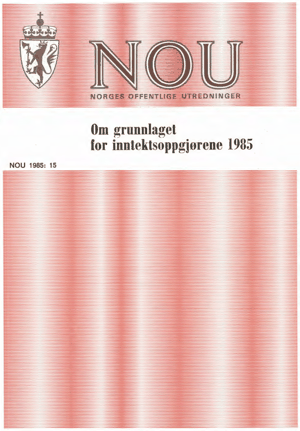 NOU
NORGES OFFENTLIGE UTREDNINGER
Om grunnlaget
for inntektsoppgjørene 1985
NOU 1985: 15